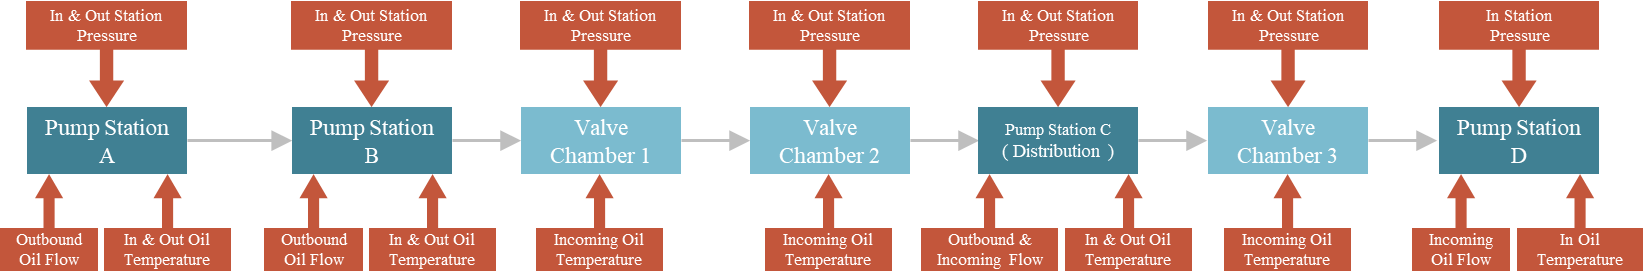 In & Out Station
Pressure
In & Out Station
Pressure
In & Out Station
Pressure
In & Out Station
Pressure
In & Out Station
Pressure
In & Out Station
Pressure
In Station
Pressure
Pump Station
A
Pump Station
B
Valve
Chamber 1
Valve
Chamber 2
Pump Station C
( Distribution )
Valve
Chamber 3
Pump Station
D
Outbound
Oil Flow
In & Out Oil
Temperature
Outbound
Oil Flow
In & Out Oil
Temperature
Incoming Oil
Temperature
Incoming Oil
Temperature
Outbound &
Incoming Flow
In & Out Oil
Temperature
Incoming Oil
Temperature
Incoming
Oil Flow
In Oil
Temperature